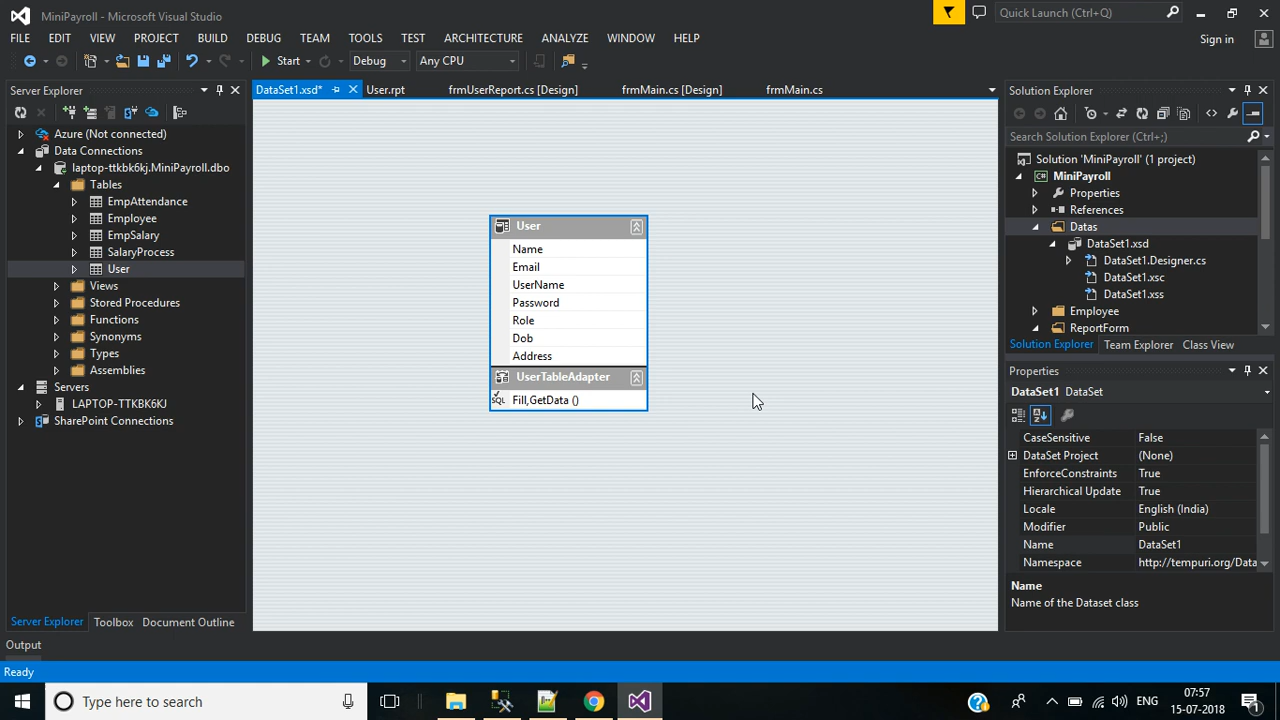 MiniPayroll - Microsoft Visual Studio
Quick Launch (Ctrl+Q)
FILE EDIT VIEW PROJECT BUILD DEBUG TEAM TOOLS TEST ARCHITECTURE ANALYZE WINDOW HELP
Sign in
Start Debug Any CPU
Server Explorer
Azure (Not connected)
Data Connections
laptop-ttkbk6kj.MiniPayroll.dbo
Tables
EmpAttendance
Employee
EmpSalary
SalaryProcess
User
Views
Stored Procedures
Functions
Synonyms
Types
Assemblies
Servers
LAPTOP-TTKBK6KJ
SharePoint Connections
Server Explorer Toolbox Document Outline
DataSet1.xsd* User.rpt frmUserReport.cs [Design] frmMain.cs [Design] frmMain.cs
User
Name
Email
UserName
Password
Role
Dob
Address
UserTableAdapter
SQL Fill,GetData ()
Solution Explorer
Search Solution Explorer (Ctrl+;)
Solution 'MiniPayroll' (1 project)
C# MiniPayroll
Properties
References
Datas
DataSet1.xsd
DataSet1.Designer.cs
DataSet1.xsc
DataSet1.xss
Employee
ReportForm
Solution Explorer Team Explorer Class View
Properties
DataSet1 DataSet
CaseSensitive False
DataSet Project (None)
EnforceConstraints True
Hierarchical Update True
Locale English (India)
Modifier Public
Name DataSet1
Namespace http://tempuri.org/Data
Name
Name of the Dataset class
Output
Ready
Type here to search
ENG
07:57
15-07-2018
1